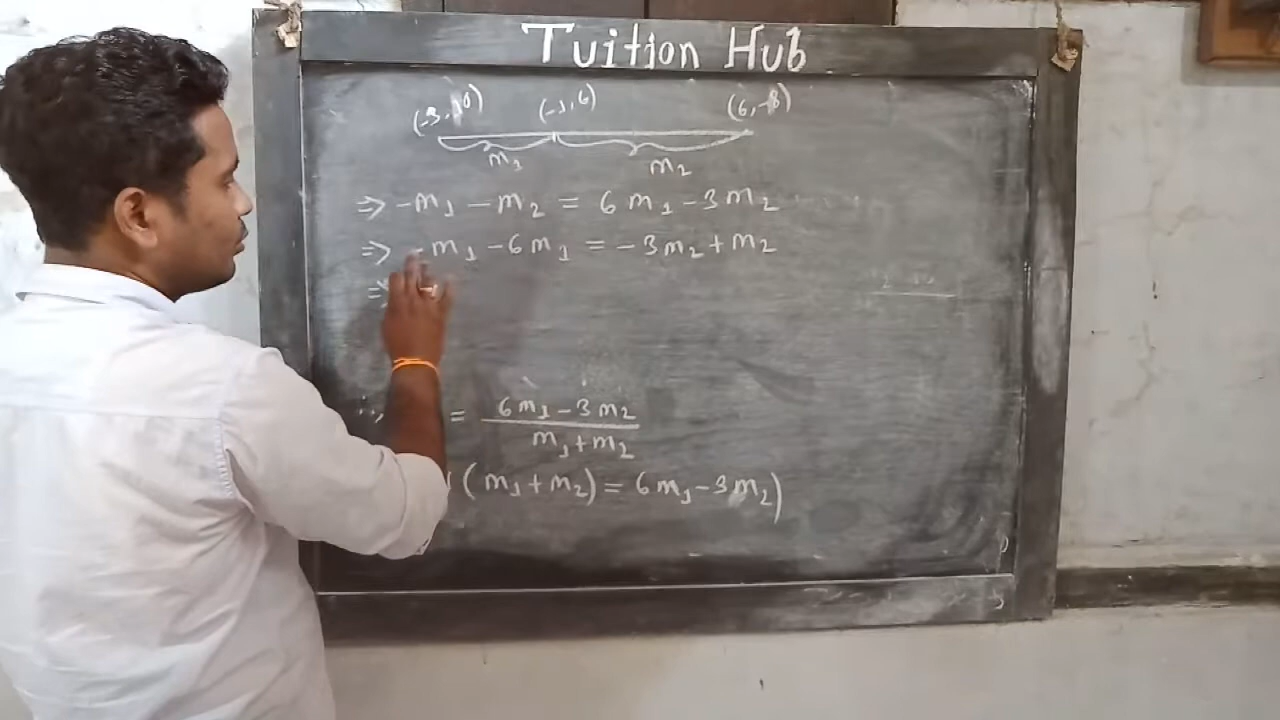 Tuition Hub
(-3, 10) (-1, 6) (6, -8)
m1 m2
⇒ -m1 - m2 = 6m1 - 3m2
⇒ -m1 - 6m1 = -3m2 + m2
⇒ -
= 6m1 - 3m2 / m1 + m2
(m1 + m2) = 6m1 - 3m2)